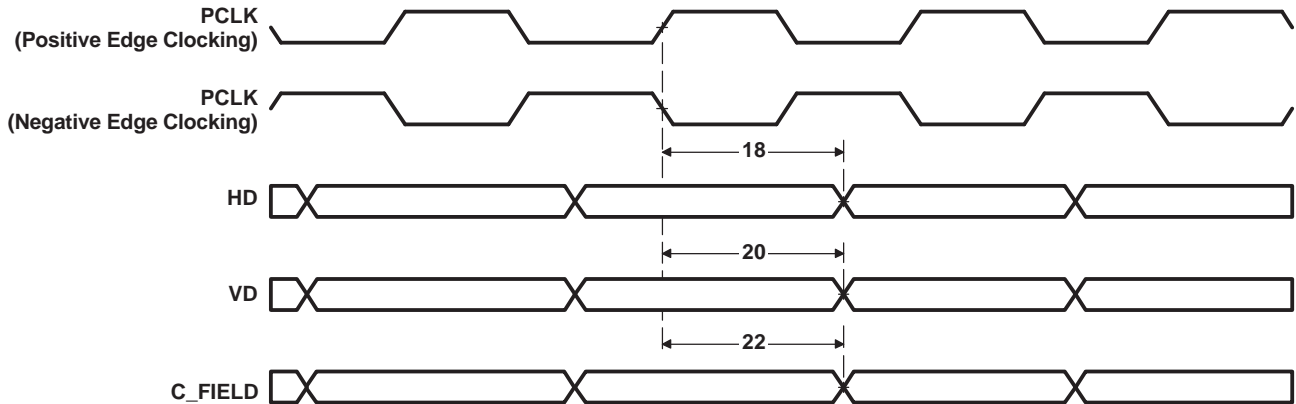 PCLK
(Positive Edge Clocking)
PCLK
(Negative Edge Clocking)
18
HD
20
VD
22
C_FIELD